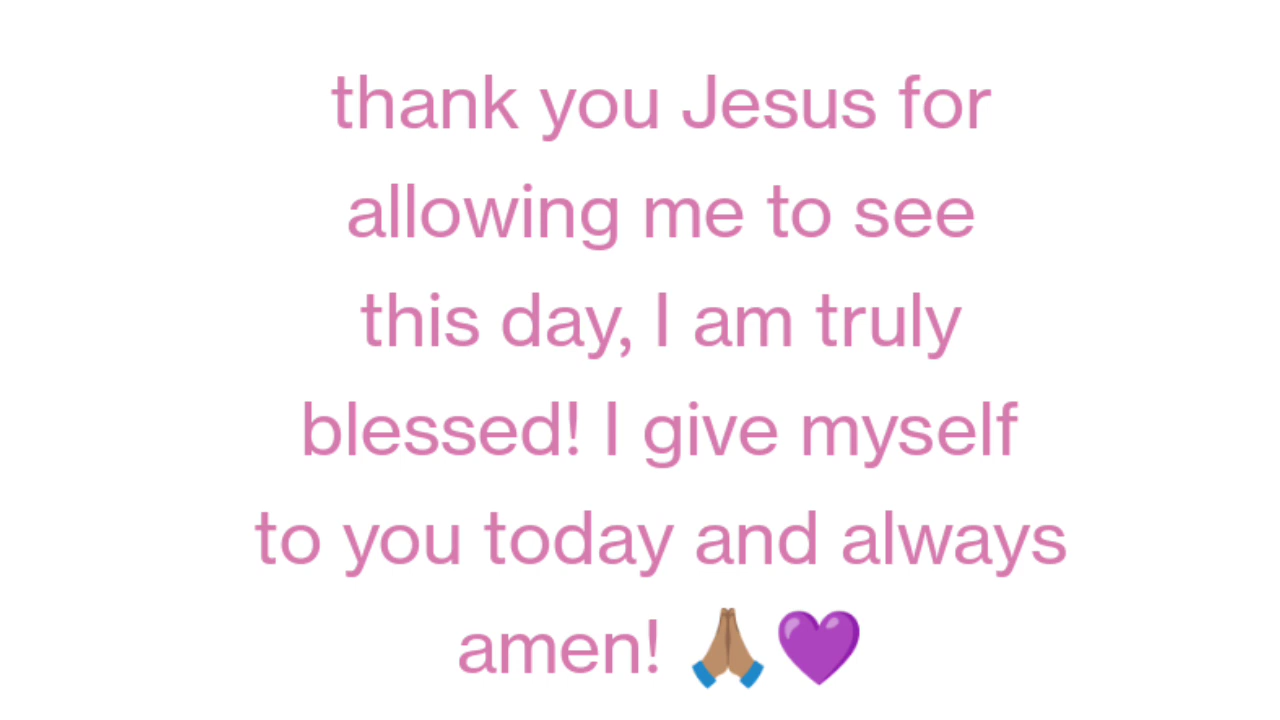 thank you Jesus for
allowing me to see
this day, I am truly
blessed! I give myself
to you today and always
amen! 🙏🏽💜